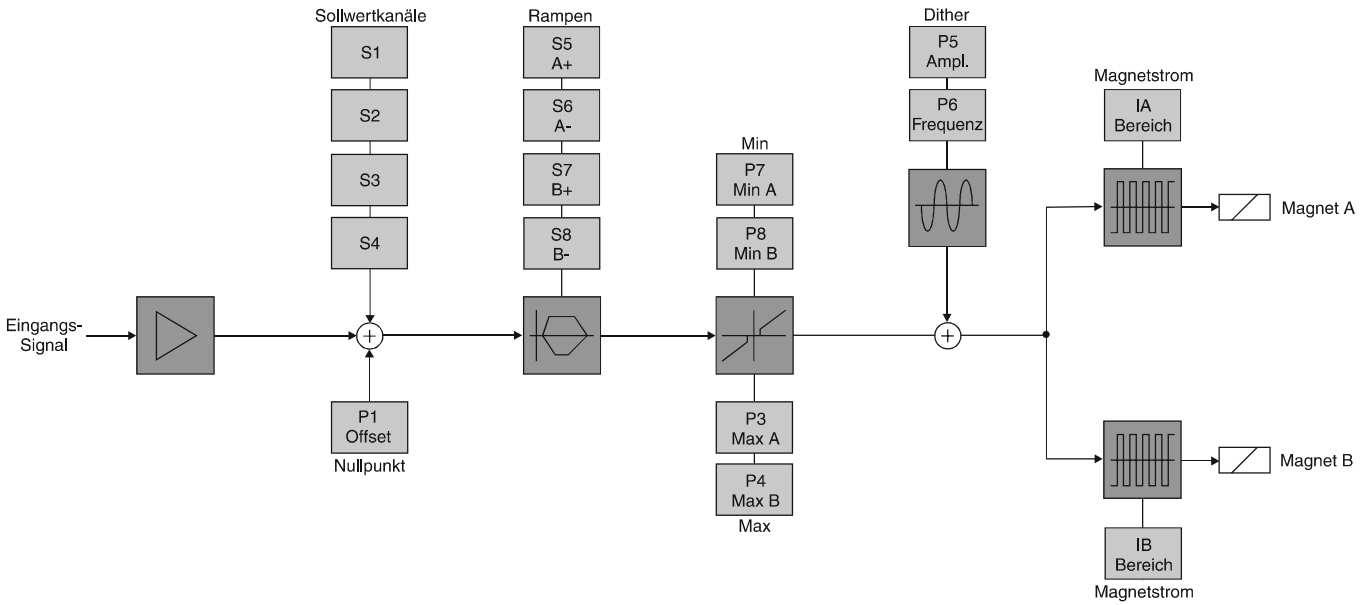 Sollwertkanäle
S1
S2
S3
S4
Rampen
S5
A+
S6
A-
S7
B+
S8
B-
Dither
P5
Ampl.
P6
Frequenz
Magnetstrom
IA
Bereich
Min
P7
Min A
P8
Min B
Magnet A
Eingangs-
Signal
P1
Offset
Nullpunkt
P3
Max A
P4
Max B
Max
Magnet B
IB
Bereich
Magnetstrom